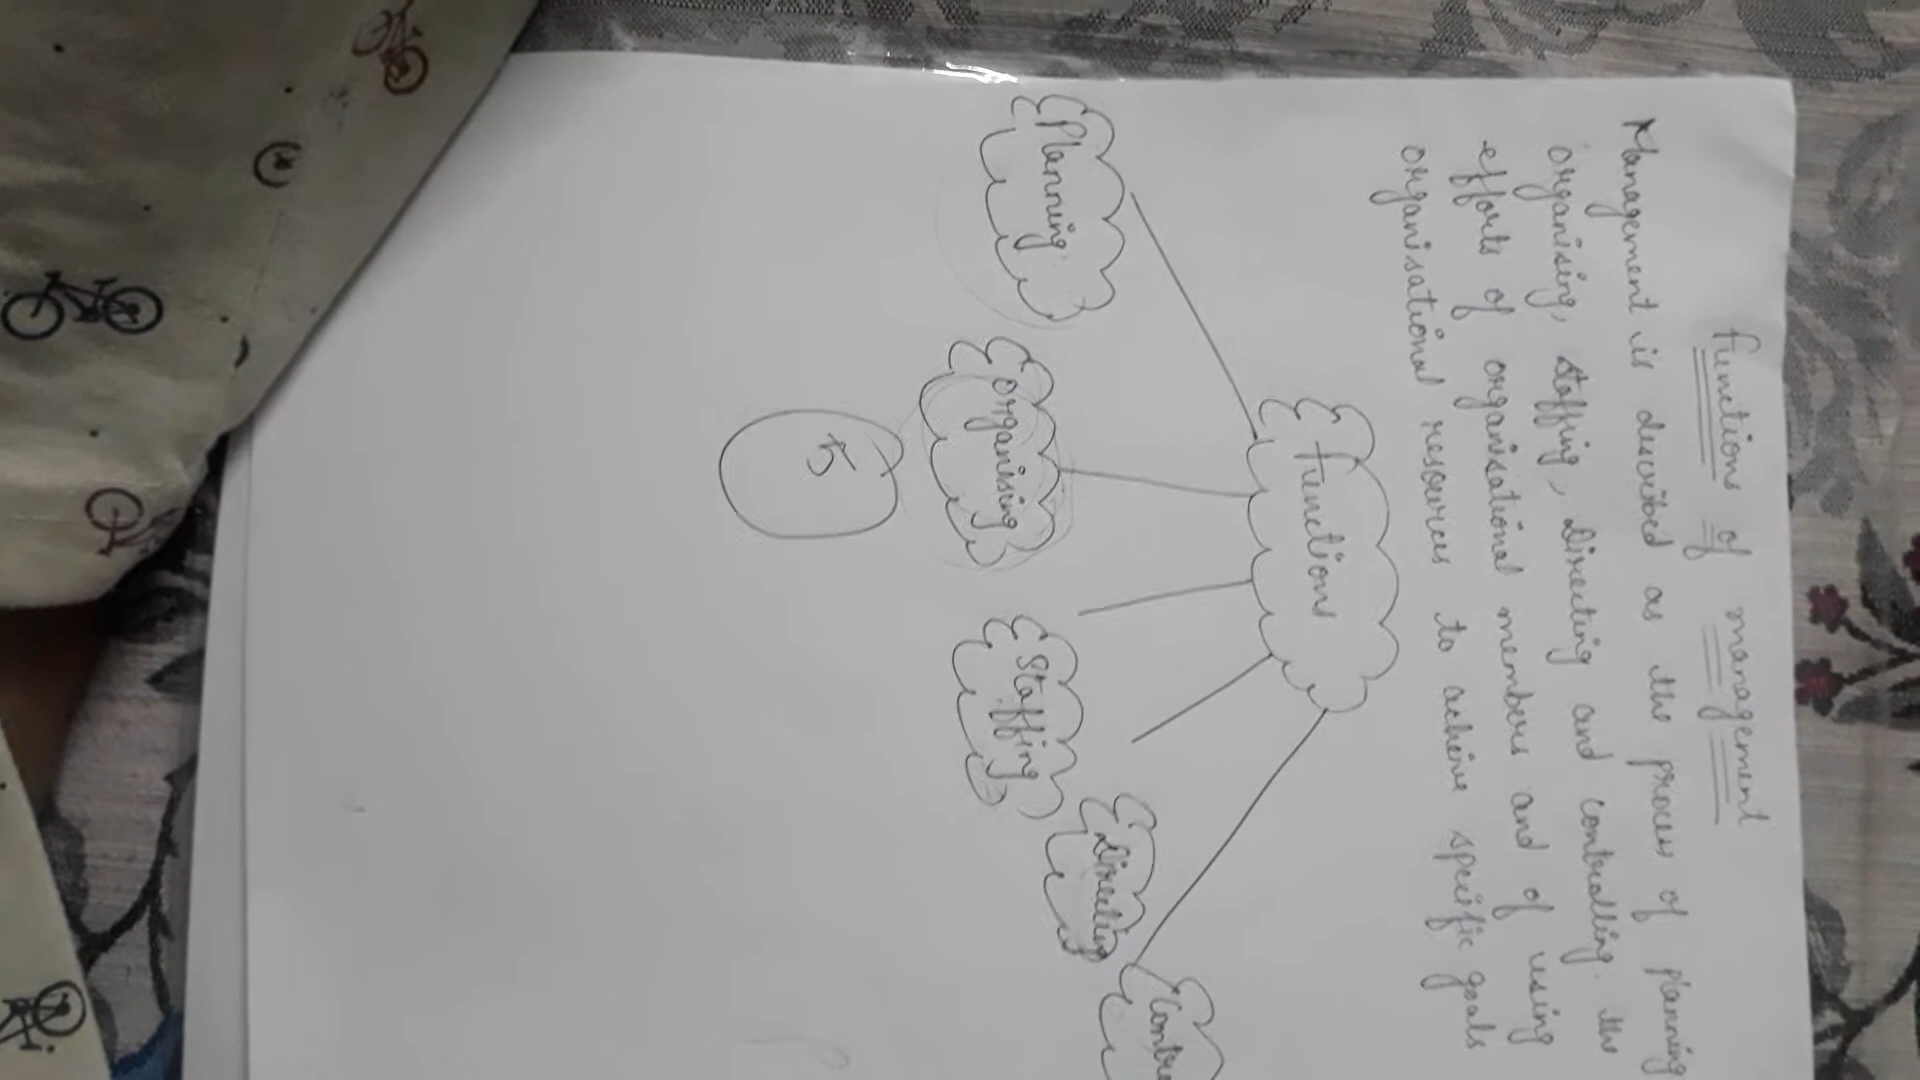 Functions of management
Management is described as the process of planning
organising, staffing, Directing and controlling. the
efforts of organisational members and of using
organisational resources to achive specific goals
Functions
Planning
organising
Staffing
Directing
5